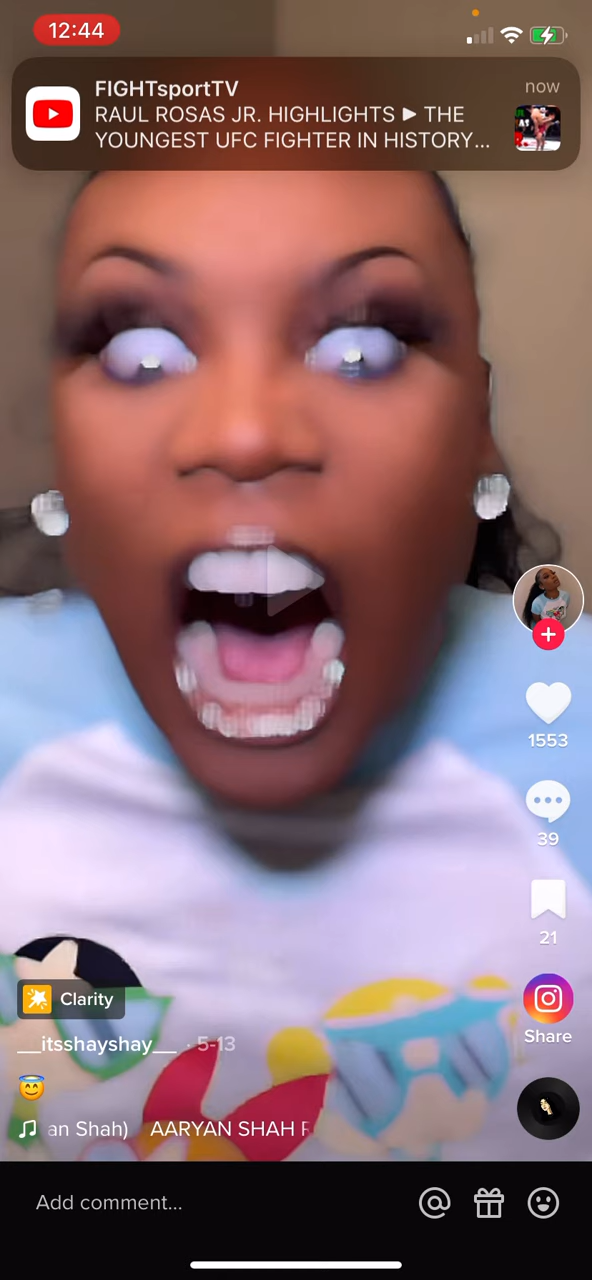 12:44
FIGHTsportTV
now
RAUL ROSAS JR. HIGHLIGHTS ► THE
YOUNGEST UFC FIGHTER IN HISTORY...
1553
39
21
Share
Clarity
__itsshayshay__ · 5-13
an Shah) AARYAN SHAH
Add comment...